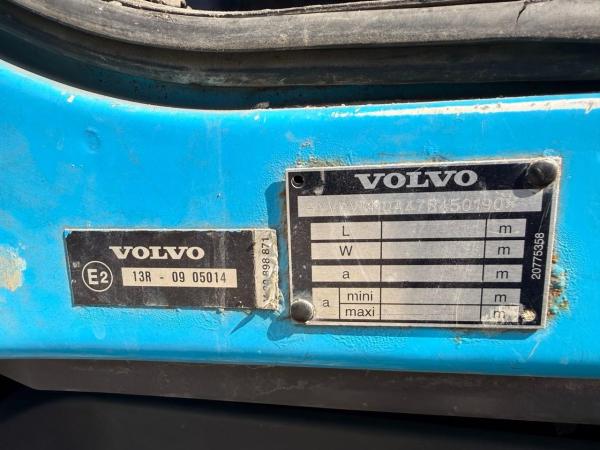 VOLVO
E2
13R - 09 05014
VOLVO
L m
W m
a m
a mini m
maxi m
20775358